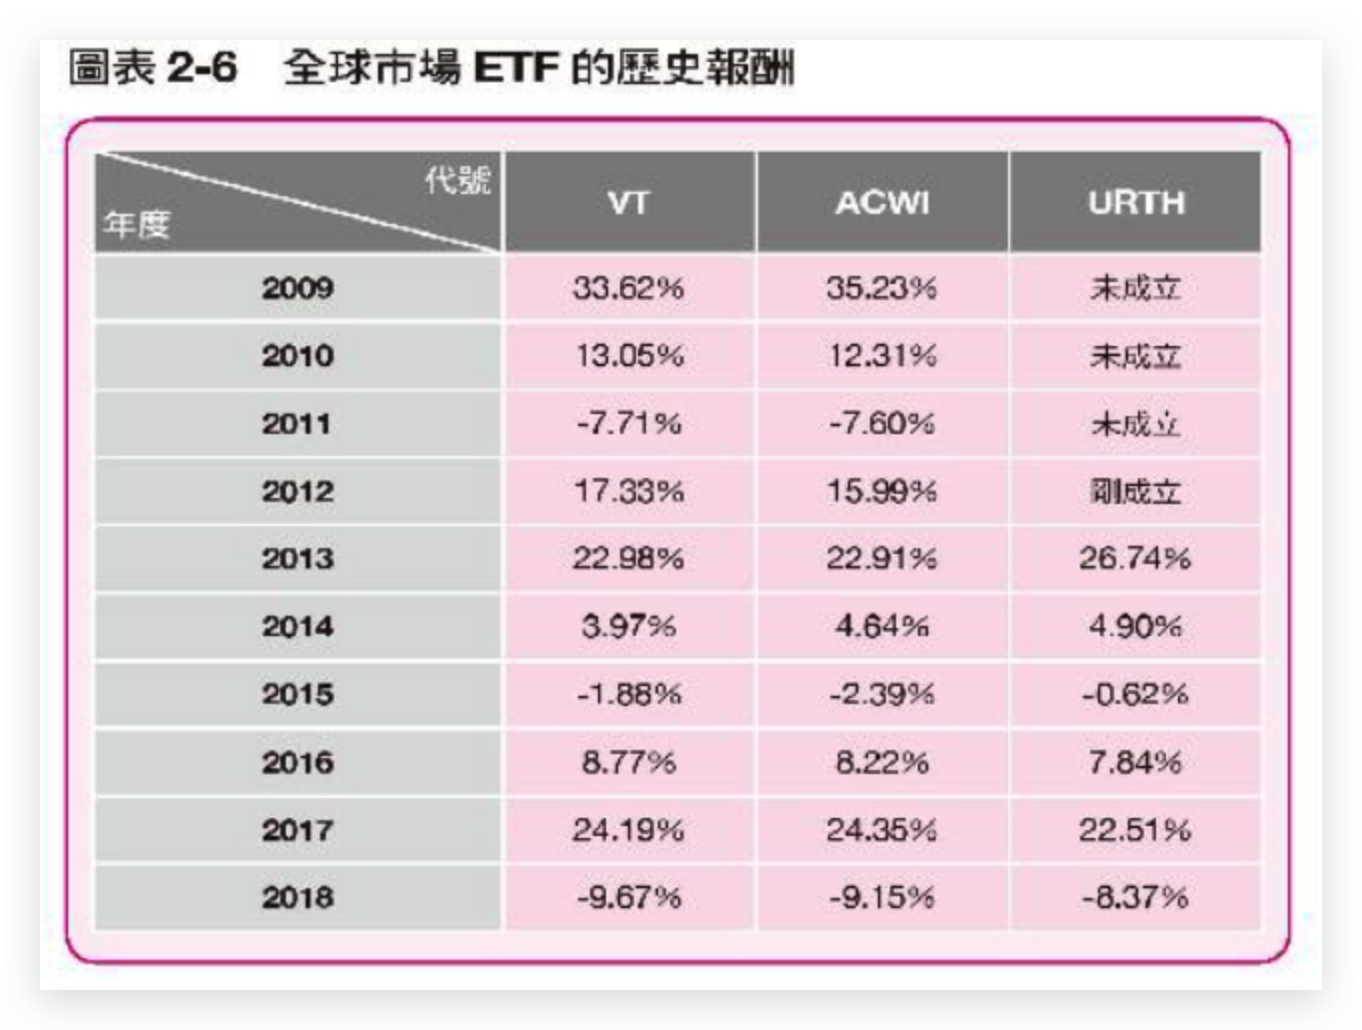 圖表 2-6　全球市場 ETF 的歷史報酬
代號
年度 VT ACWI URTH
2009 33.62% 35.23% 未成立
2010 13.05% 12.31% 未成立
2011 -7.71% -7.60% 未成立
2012 17.33% 15.99% 剛成立
2013 22.98% 22.91% 26.74%
2014 3.97% 4.64% 4.90%
2015 -1.88% -2.39% -0.62%
2016 8.77% 8.22% 7.84%
2017 24.19% 24.35% 22.51%
2018 -9.67% -9.15% -8.37%